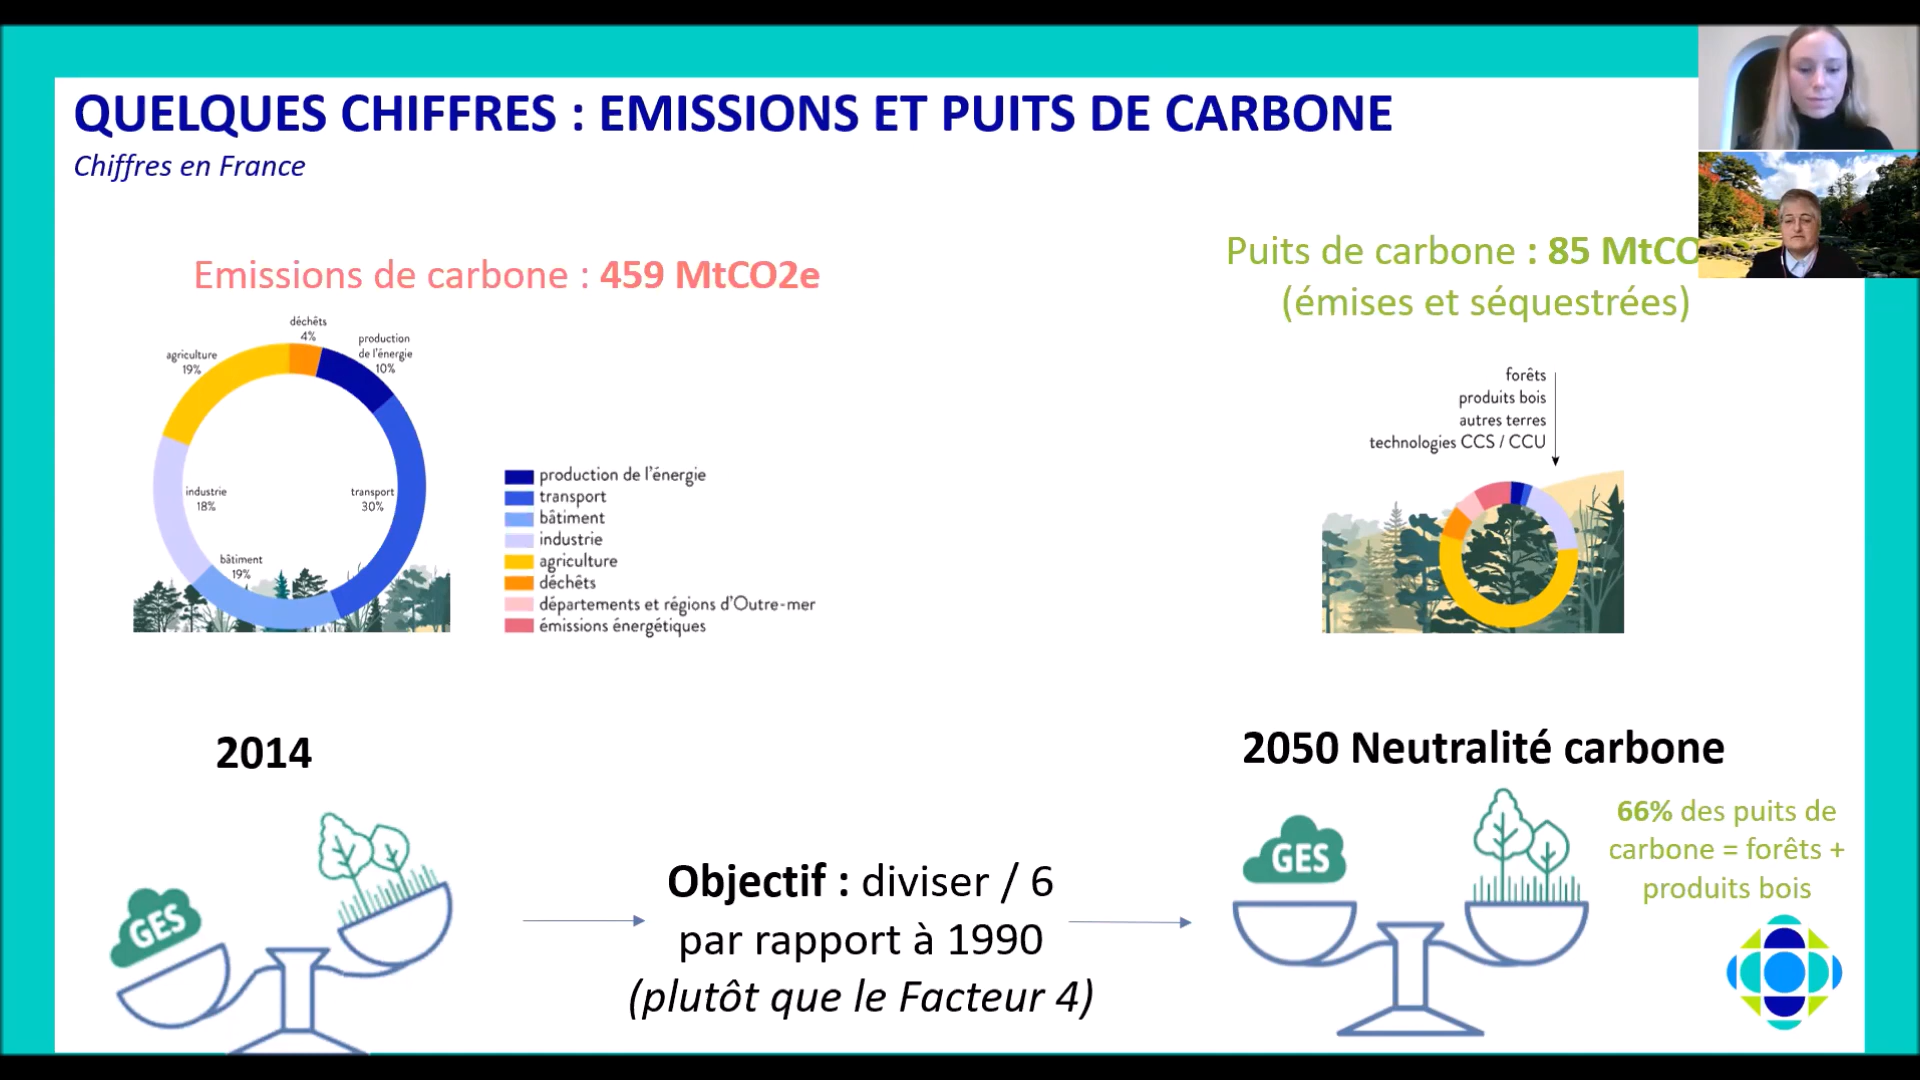 QUELQUES CHIFFRES : EMISSIONS ET PUITS DE CARBONE
Chiffres en France
Emissions de carbone : 459 MtCO2e
déchêts
4%
production
de l'énergie
10%
agriculture
19%
industrie
18%
transport
30%
bâtiment
19%
production de l'énergie
transport
bâtiment
industrie
agriculture
déchêts
départements et régions d'Outre-mer
émissions énergétiques
Puits de carbone : 85 MtCO
(émises et séquestrées)
forêts
produits bois
autres terres
technologies CCS / CCU
2014
GES
Objectif : diviser / 6
par rapport à 1990
(plutôt que le Facteur 4)
2050 Neutralité carbone
GES
66% des puits de
carbone = forêts +
produits bois